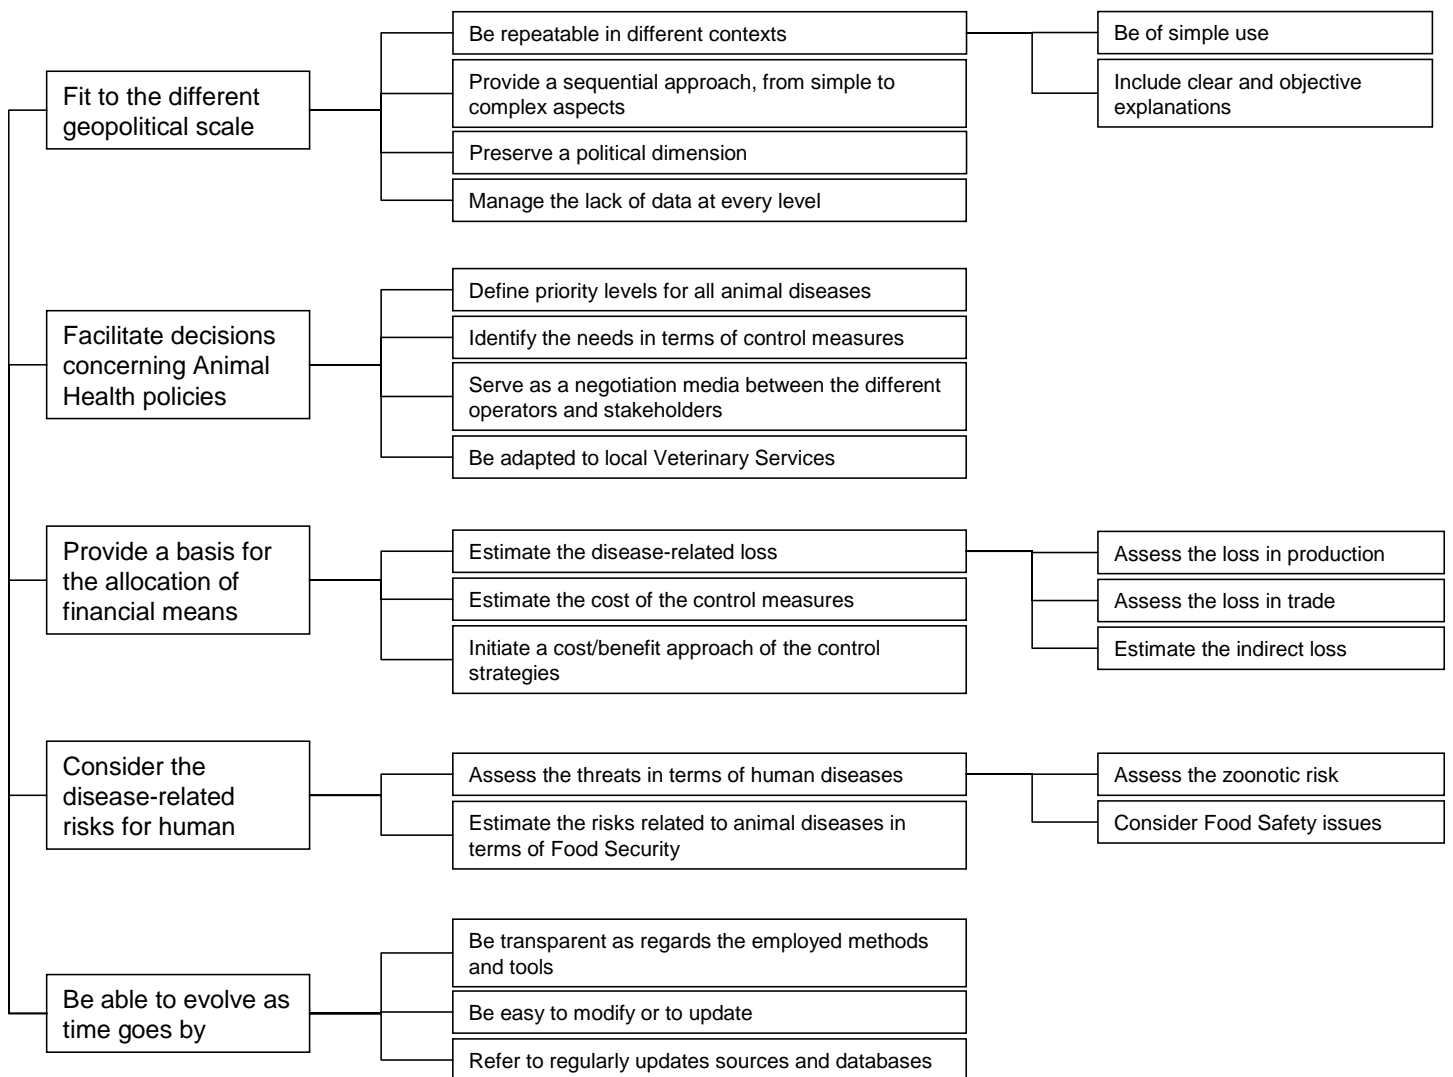 Fit to the different
geopolitical scale
Be repeatable in different contexts
Be of simple use
Include clear and objective
explanations
Provide a sequential approach, from simple to
complex aspects
Preserve a political dimension
Manage the lack of data at every level
Facilitate decisions
concerning Animal
Health policies
Define priority levels for all animal diseases
Identify the needs in terms of control measures
Serve as a negotiation media between the different
operators and stakeholders
Be adapted to local Veterinary Services
Provide a basis for
the allocation of
financial means
Estimate the disease-related loss
Assess the loss in production
Assess the loss in trade
Estimate the indirect loss
Estimate the cost of the control measures
Initiate a cost/benefit approach of the control
strategies
Consider the
disease-related
risks for human
Assess the threats in terms of human diseases
Assess the zoonotic risk
Consider Food Safety issues
Estimate the risks related to animal diseases in
terms of Food Security
Be able to evolve as
time goes by
Be transparent as regards the employed methods
and tools
Be easy to modify or to update
Refer to regularly updates sources and databases